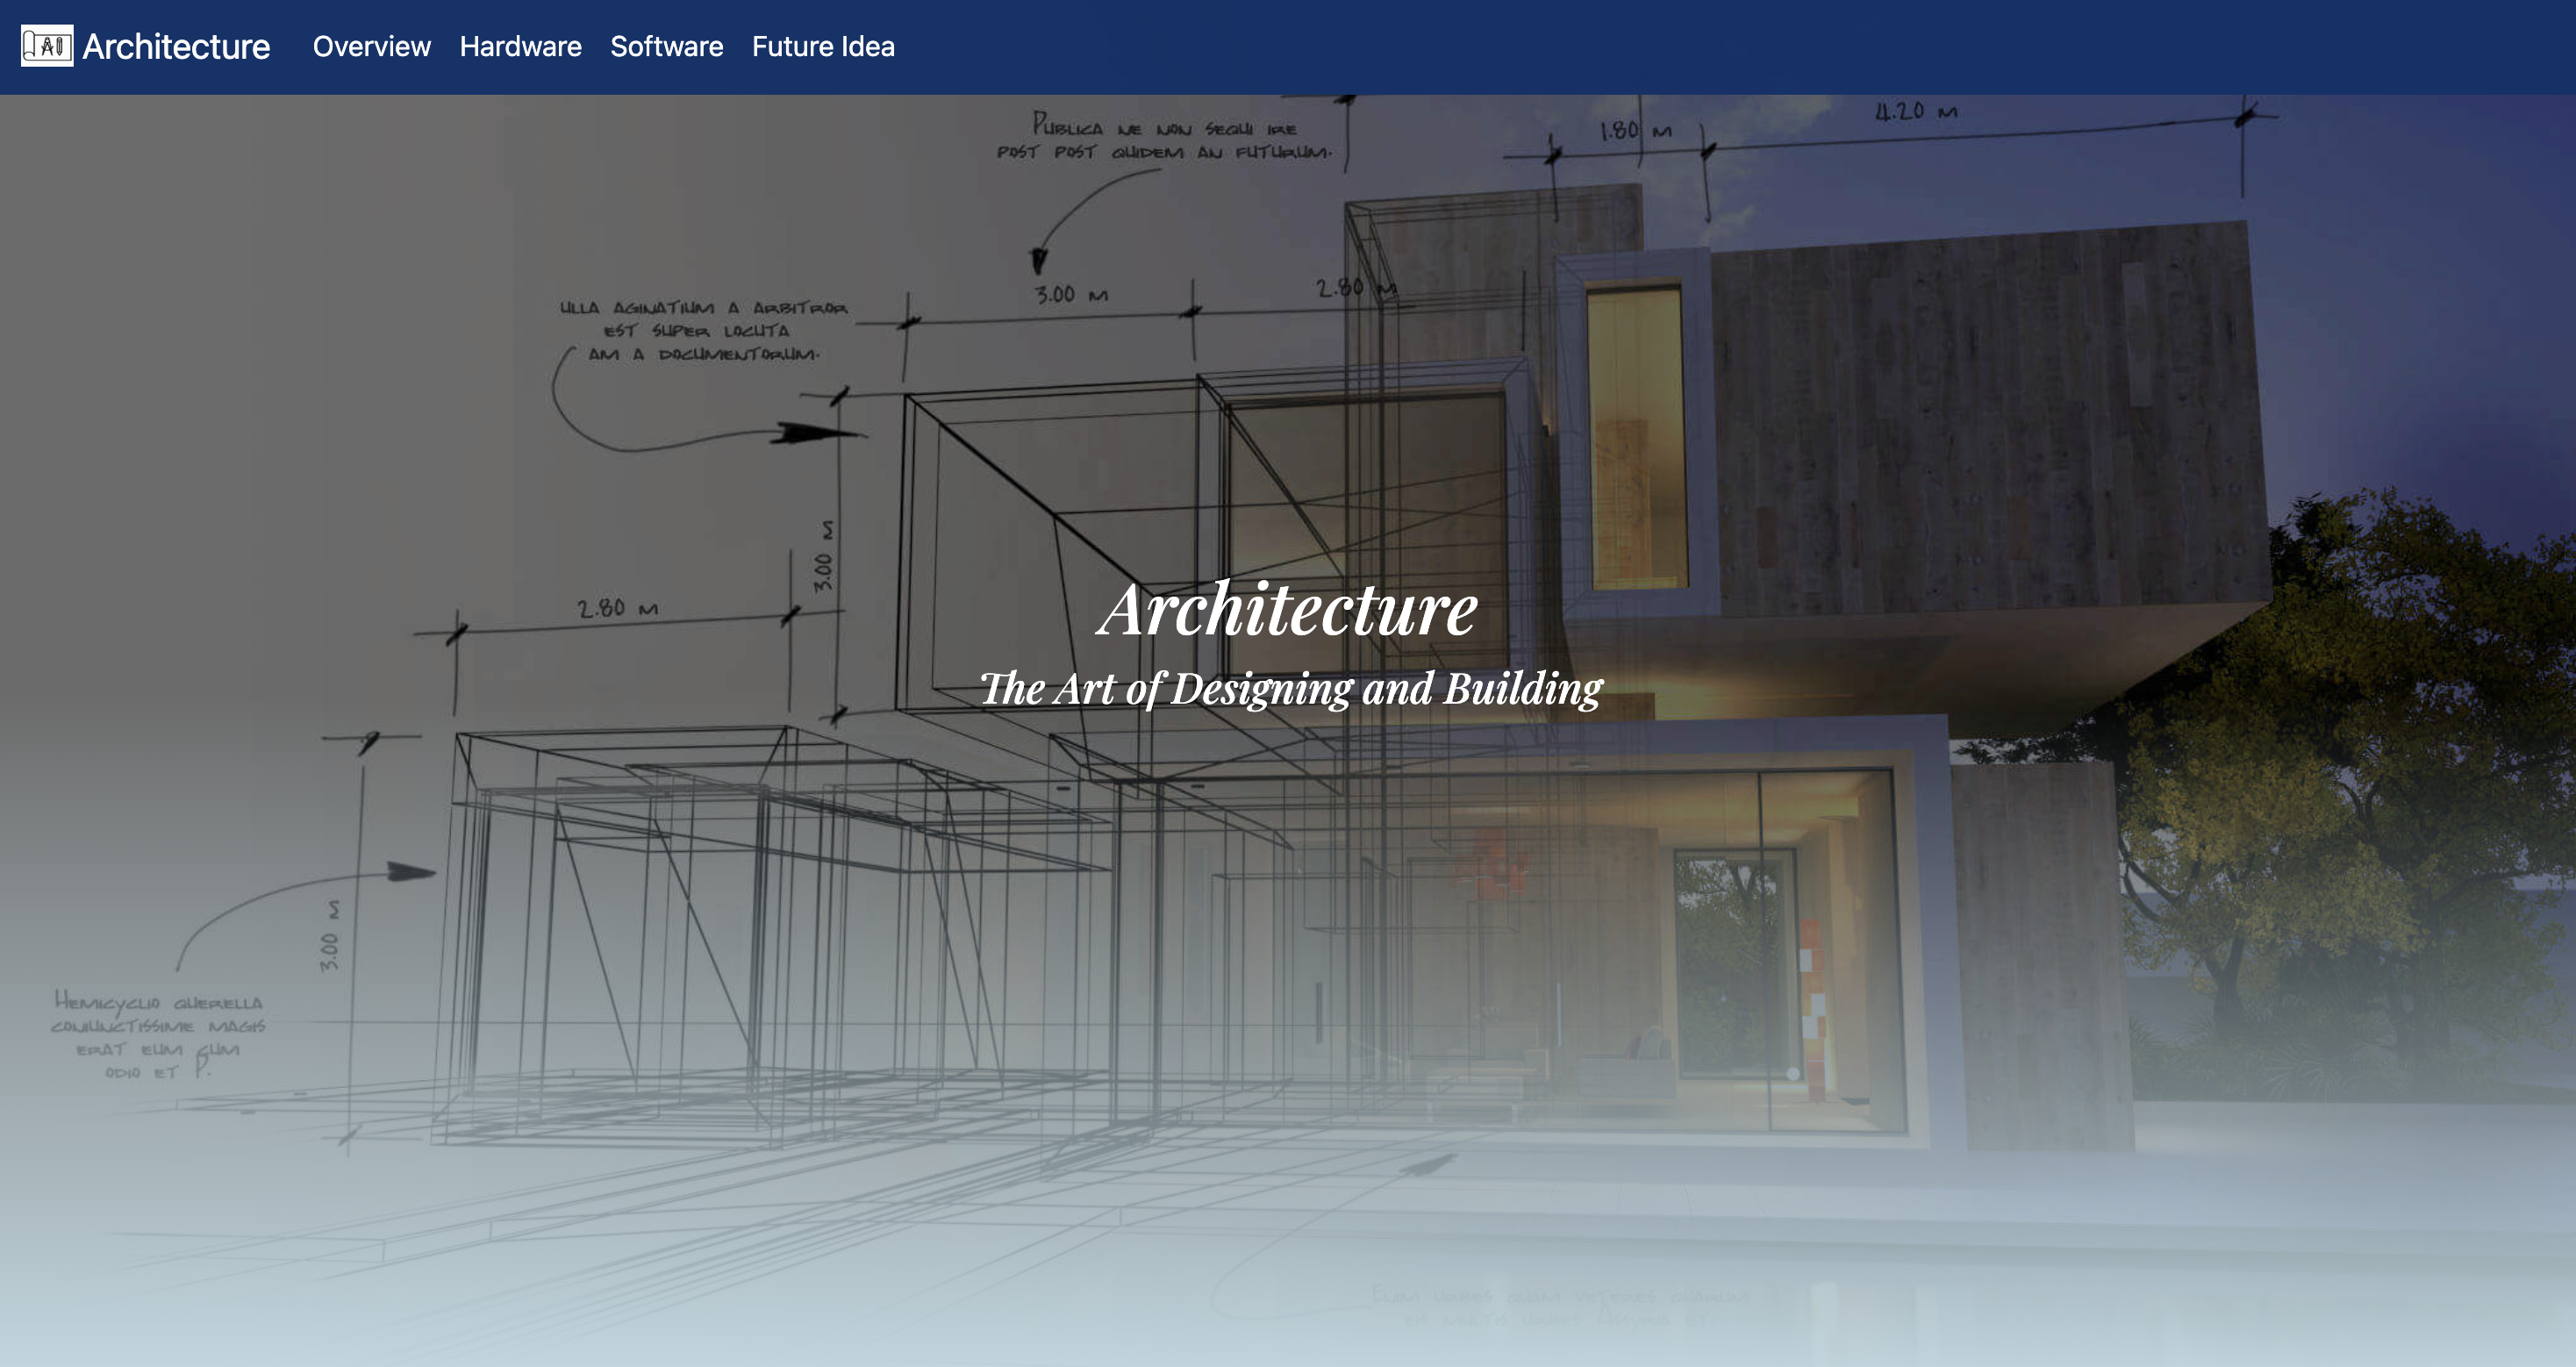 Architecture
Overview
Hardware
Software
Future Idea
PUBLICA NE NON SEQUI IRE
POST POST QUIDEM AN FUTURUM.
1.80 M
4.20 M
3.00 M
2.80 M
ULLA AGINATIUM A ARBITROR
EST SUPER LOCUTA
AM A DOCUMENTORUM.
3.00 M
2.80 M
Architecture
The Art of Designing and Building
3.00 M
HEMICYCLIO QUERELLA
CONIUNCTISSIME MAGIS
ERAT EUM CUM
ODIO ET P.